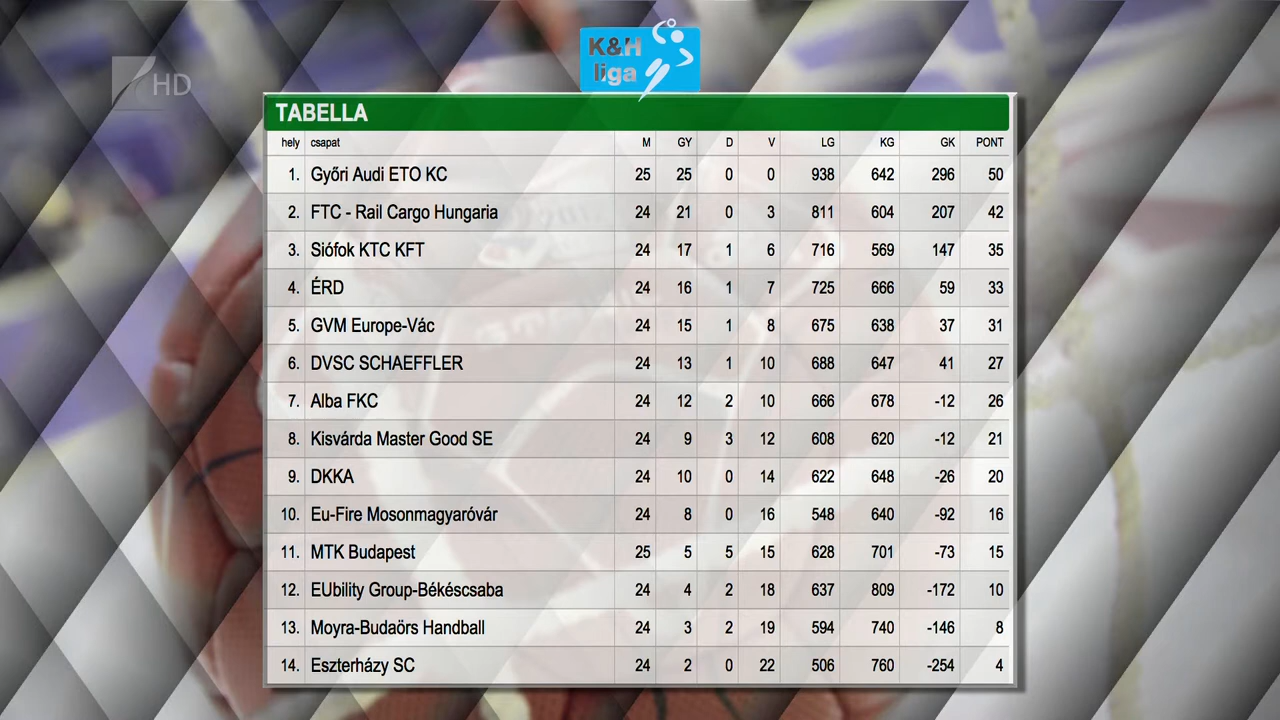 K&H
liga
HD
TABELLA
hely csapat M GY D V LG KG GK PONT
1. Győri Audi ETO KC 25 25 0 0 938 642 296 50
2. FTC - Rail Cargo Hungaria 24 21 0 3 811 604 207 42
3. Siófok KTC KFT 24 17 1 6 716 569 147 35
4. ÉRD 24 16 1 7 725 666 59 33
5. GVM Europe-Vác 24 15 1 8 675 638 37 31
6. DVSC SCHAEFFLER 24 13 1 10 688 647 41 27
7. Alba FKC 24 12 2 10 666 678 -12 26
8. Kisvárda Master Good SE 24 9 3 12 608 620 -12 21
9. DKKA 24 10 0 14 622 648 -26 20
10. Eu-Fire Mosonmagyaróvár 24 8 0 16 548 640 -92 16
11. MTK Budapest 25 5 5 15 628 701 -73 15
12. EUbility Group-Békéscsaba 24 4 2 18 637 809 -172 10
13. Moyra-Budaörs Handball 24 3 2 19 594 740 -146 8
14. Eszterházy SC 24 2 0 22 506 760 -254 4